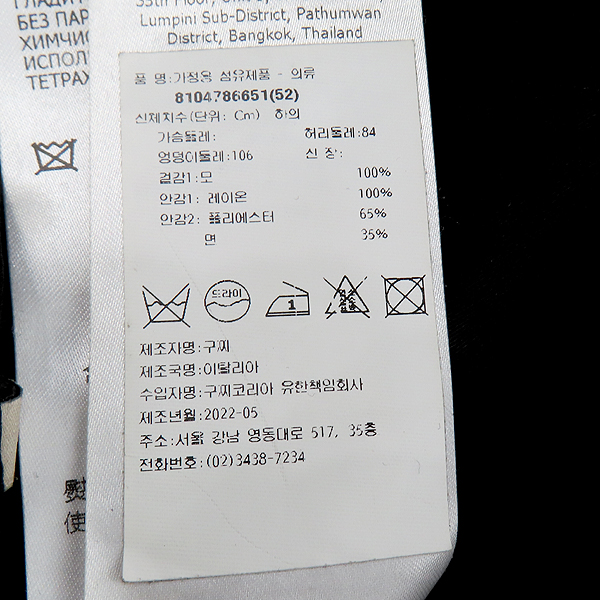 ГЛАДИТ
БЕЗ ПАР
ХИМЧИС
ИСПОЛ
ТЕТРАХ
Lumpini Sub-District, Pathumwan
District, Bangkok, Thailand
품 명:가정용 섬유제품 - 의류
8104786651(52)
신체치수(단위: Cm) 하의
가슴둘레: 허리둘레:84
엉덩이둘레:106 신 장:
겉감1:모 100%
안감1: 레이온 100%
안감2: 폴리에스터 65%
면 35%
드라이
1
제조자명:구찌
제조국명:이탈리아
수입자명:구찌코리아 유한책임회사
제조년월:2022-05
주소:서울 강남 영동대로 517, 35층
전화번호:(02)3438-7234
使